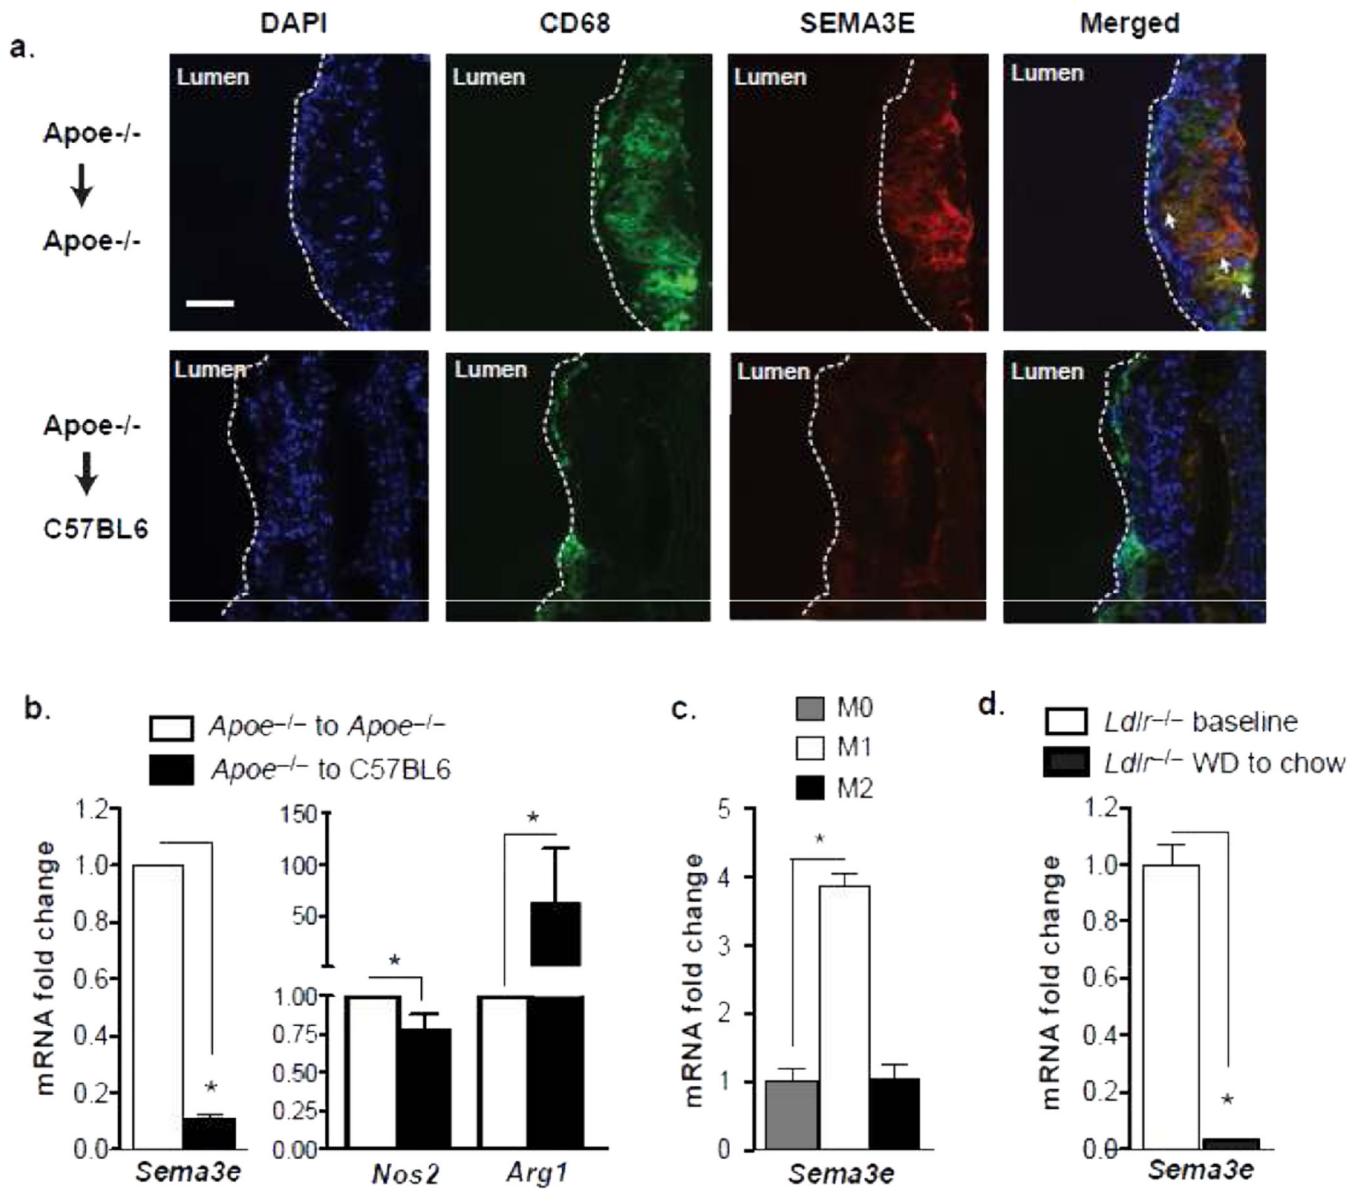 a.
DAPI CD68 SEMA3E Merged
Apoe-/-
Apoe-/-
Lumen Lumen Lumen Lumen
Apoe-/-
C57BL6
Lumen Lumen Lumen Lumen
b.
Apoe–/– to Apoe–/–
Apoe–/– to C57BL6
mRNA fold change
1.2
1.0
0.8
0.6
0.4
0.2
0.0
*
Sema3e
150
100
50
1.00
0.75
0.50
0.25
0.00
*
*
Nos2 Arg1
c.
M0
M1
M2
mRNA fold change
5
4
3
2
1
0
*
Sema3e
d.
Ldlr–/– baseline
Ldlr–/– WD to chow
mRNA fold change
1.2
1.0
0.8
0.6
0.4
0.2
0.0
*
Sema3e